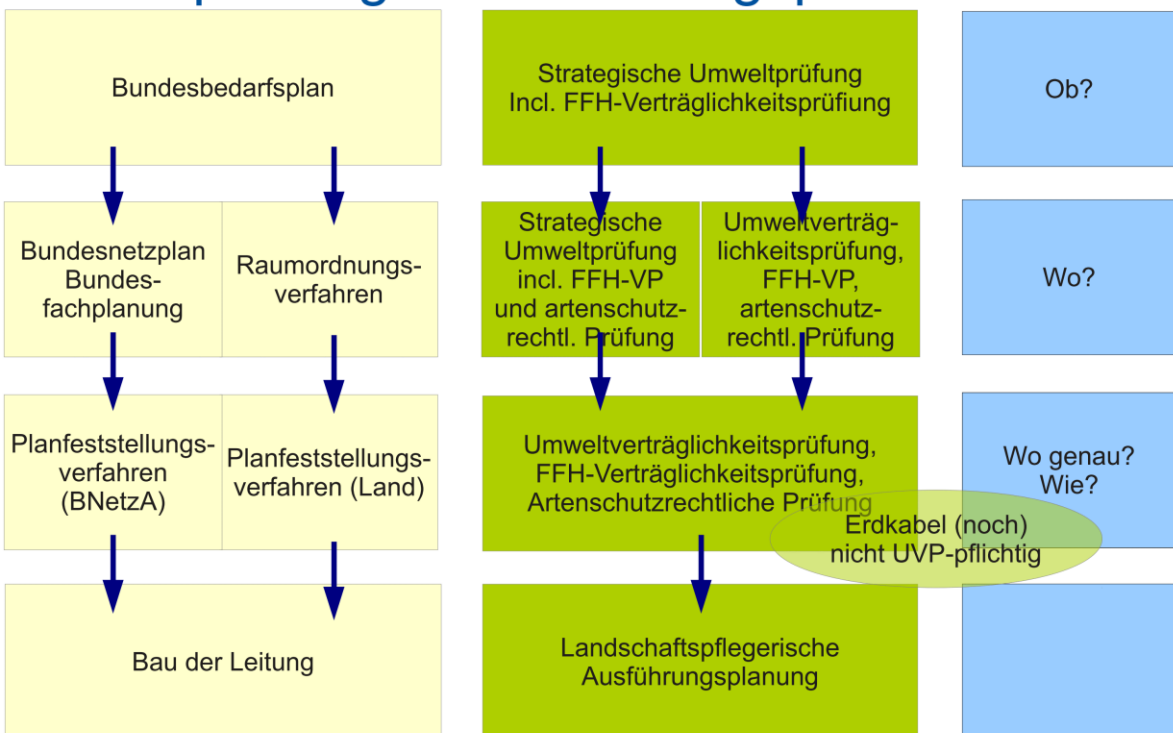 Bundesbedarfsplan
Strategische Umweltprüfung
Incl. FFH-Verträglichkeitsprüfiung
Ob?
Bundesnetzplan
Bundes-
fachplanung
Raumordnungs-
verfahren
Strategische
Umweltprüfung
incl. FFH-VP
und artenschutz-
rechtl. Prüfung
Umweltverträg-
lichkeitsprüfung,
FFH-VP,
artenschutz-
rechtl. Prüfung
Wo?
Planfeststellungs-
verfahren
(BNetzA)
Planfeststellungs-
verfahren (Land)
Umweltverträglichkeitsprüfung,
FFH-Verträglichkeitsprüfung,
Artenschutzrechtliche Prüfung
Wo genau?
Wie?
Erdkabel (noch)
nicht UVP-pflichtig
Bau der Leitung
Landschaftspflegerische
Ausführungsplanung